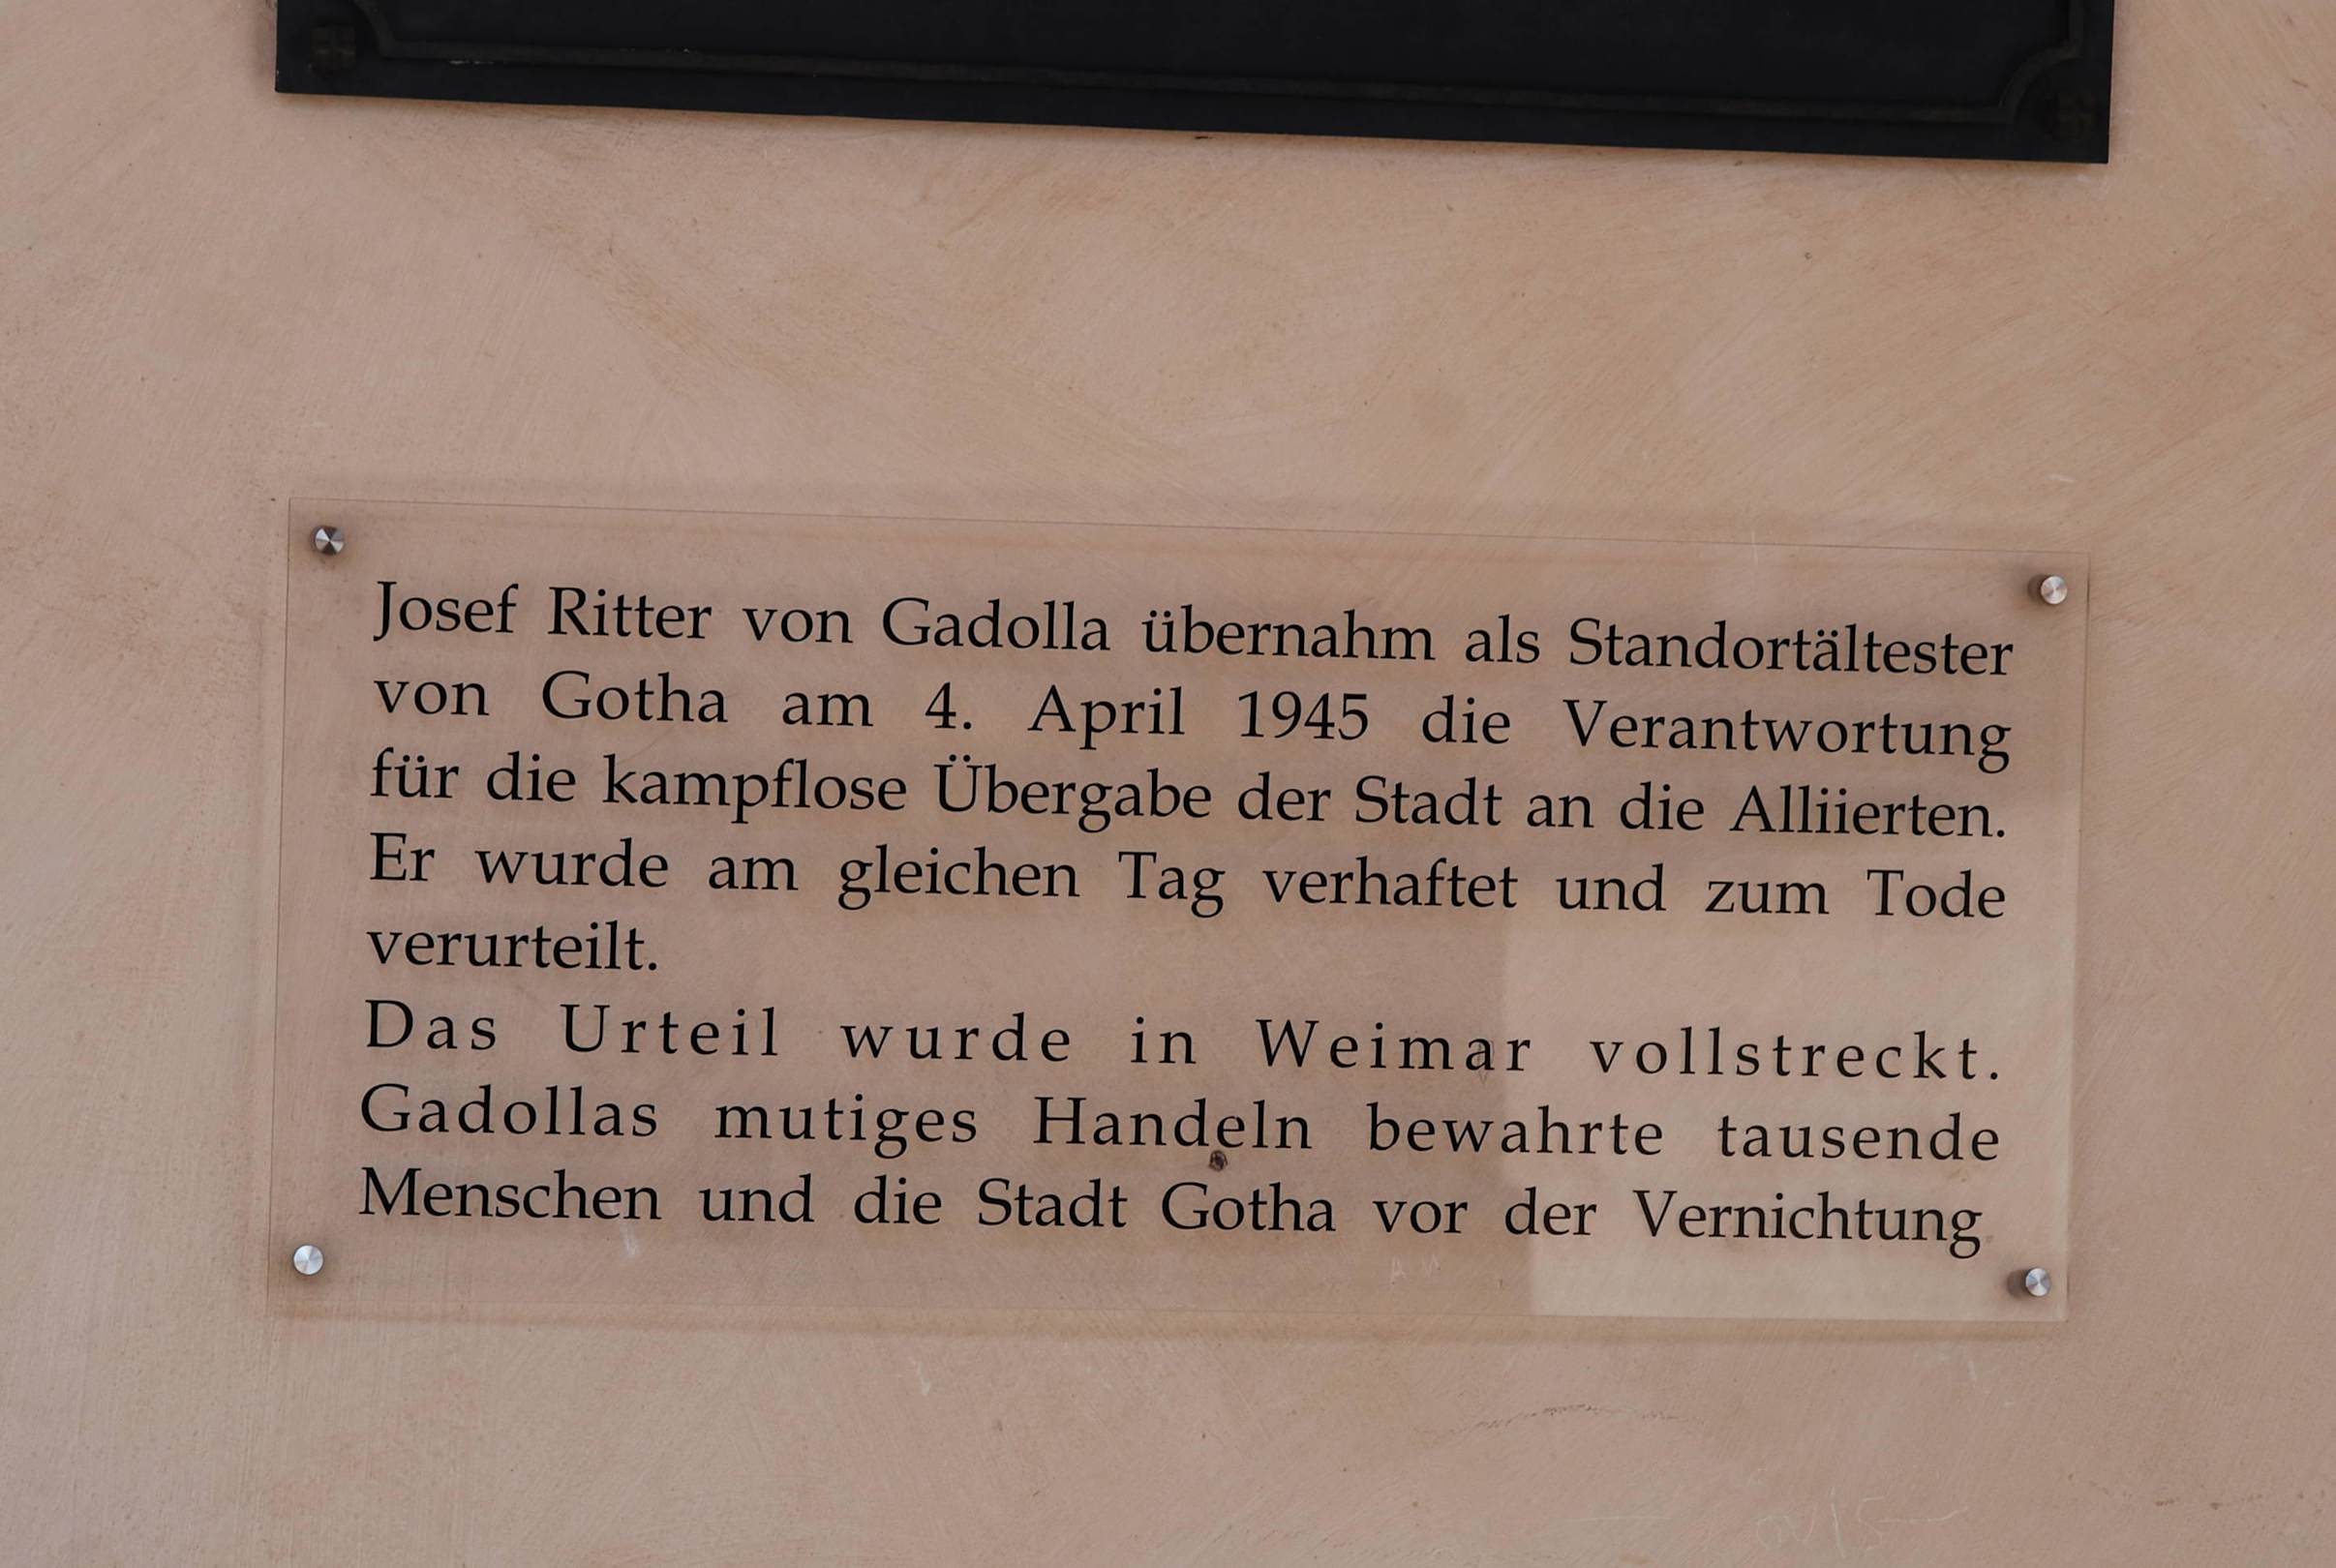 Josef Ritter von Gadolla übernahm als Standortältester
von Gotha am 4. April 1945 die Verantwortung
für die kampflose Übergabe der Stadt an die Alliierten.
Er wurde am gleichen Tag verhaftet und zum Tode
verurteilt.
Das Urteil wurde in Weimar vollstreckt.
Gadollas mutiges Handeln bewahrte tausende
Menschen und die Stadt Gotha vor der Vernichtung